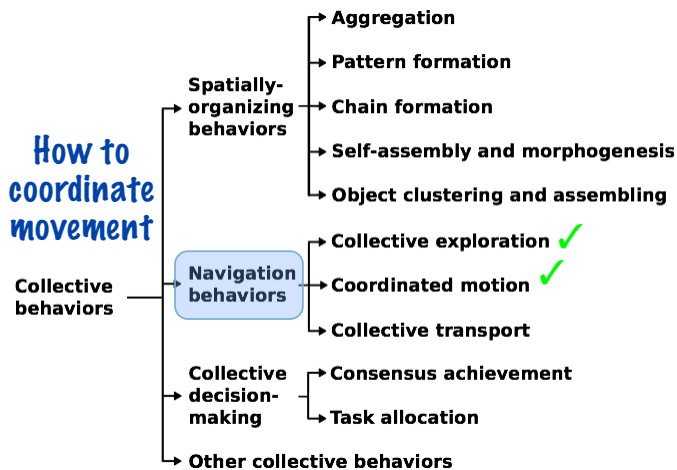 Aggregation
Pattern formation
Spatially-
organizing
behaviors
Chain formation
Self-assembly and morphogenesis
Object clustering and assembling
How to
coordinate
movement
Collective exploration
Navigation
behaviors
Coordinated motion
Collective
behaviors
Collective transport
Collective
decision-
making
Consensus achievement
Task allocation
Other collective behaviors